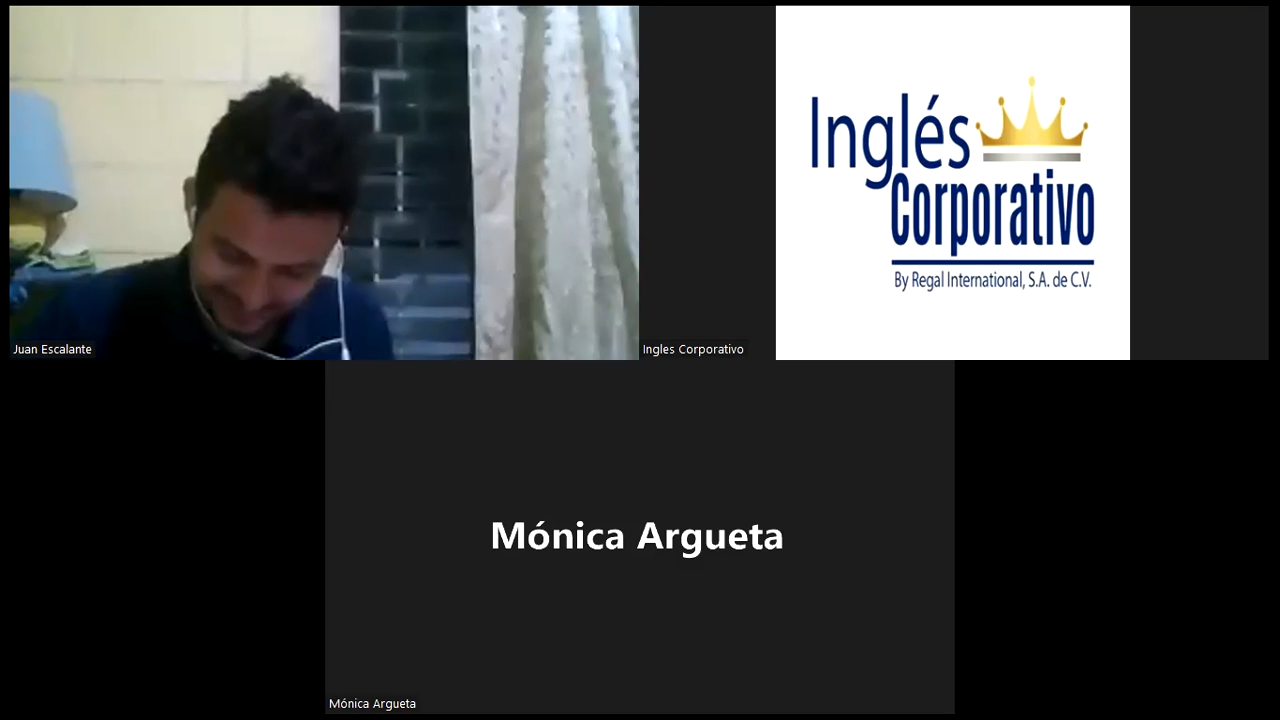 Inglés
Corporativo
By Regal International, S.A. de C.V.
Juan Escalante
Ingles Corporativo
Mónica Argueta
Mónica Argueta